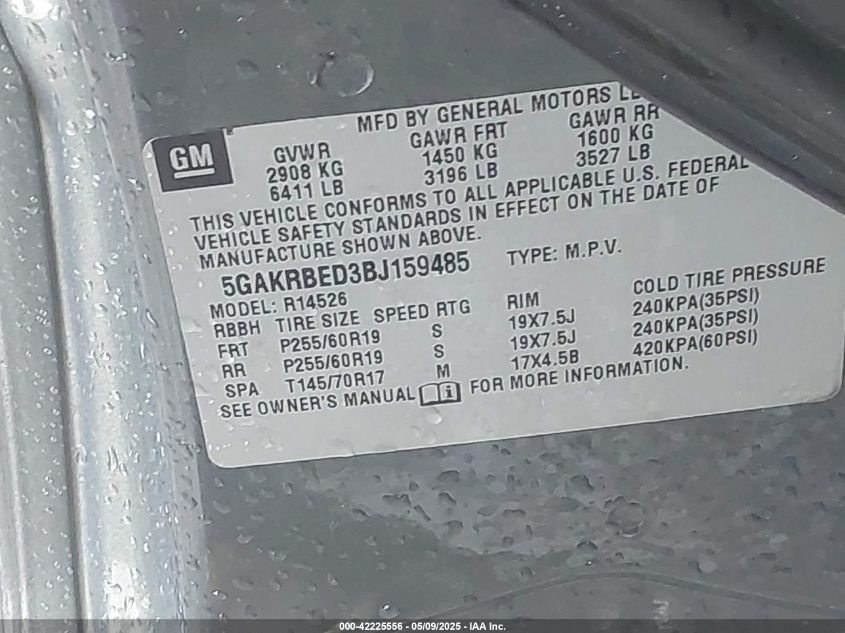 MFD BY GENERAL MOTORS
GM
GVWR GAWR FRT GAWR RR
2908 KG 1450 KG 1600 KG
6411 LB 3196 LB 3527 LB
THIS VEHICLE CONFORMS TO ALL APPLICABLE U.S. FEDERAL
VEHICLE SAFETY STANDARDS IN EFFECT ON THE DATE OF
MANUFACTURE SHOWN ABOVE.
5GAKRBED3BJ159485 TYPE: M.P.V.
MODEL: R14526
RBBH TIRE SIZE SPEED RTG RIM COLD TIRE PRESSURE
FRT P255/60R19 S 19X7.5J 240KPA(35PSI)
RR P255/60R19 S 19X7.5J 240KPA(35PSI)
SPA T145/70R17 M 17X4.5B 420KPA(60PSI)
SEE OWNER'S MANUAL FOR MORE INFORMATION.
000-42225556 - 05/09/2025 - IAA Inc.